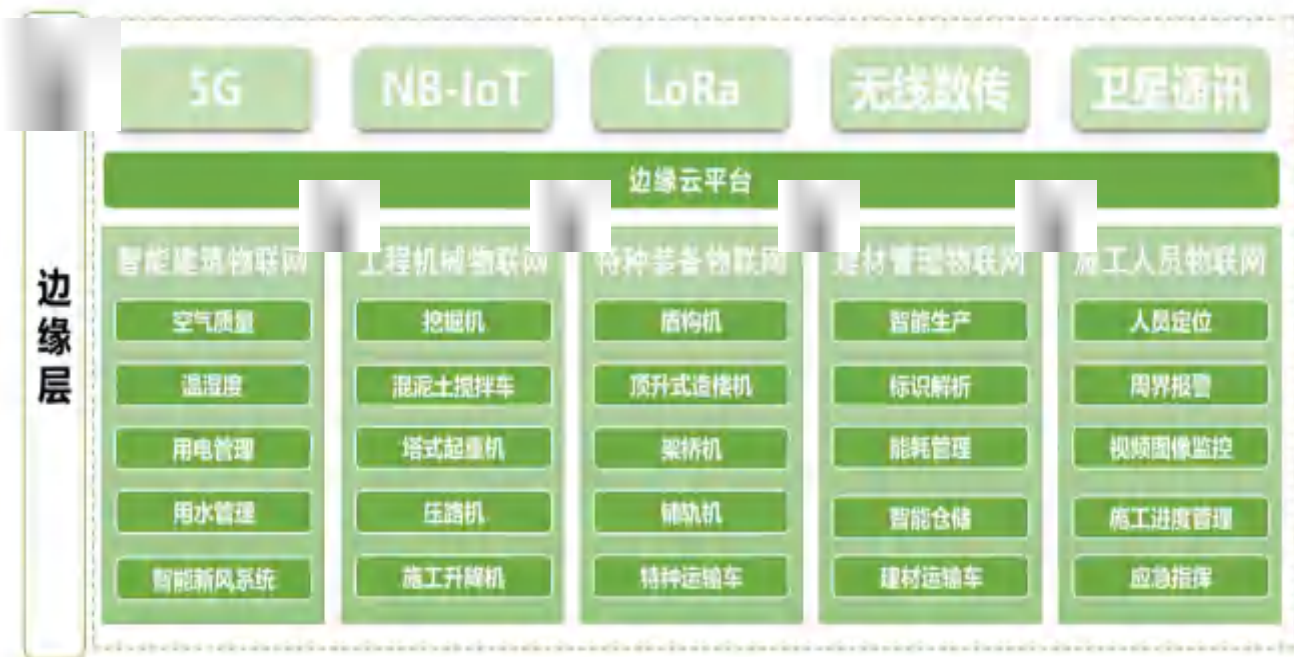 5G
NB-IoT
LoRa
无线数传
卫星通讯
边缘云平台
边缘层
智能建筑物联网
工程机械物联网
特种装备物联网
建材管理物联网
施工人员物联网
空气质量
挖掘机
盾构机
智能生产
人员定位
温湿度
混泥土搅拌车
顶升式造楼机
标识解析
周界报警
用电管理
塔式起重机
架桥机
能耗管理
视频图像监控
用水管理
压路机
铺轨机
智能仓储
施工进度管理
智能新风系统
施工升降机
特种运输车
建材运输车
应急指挥